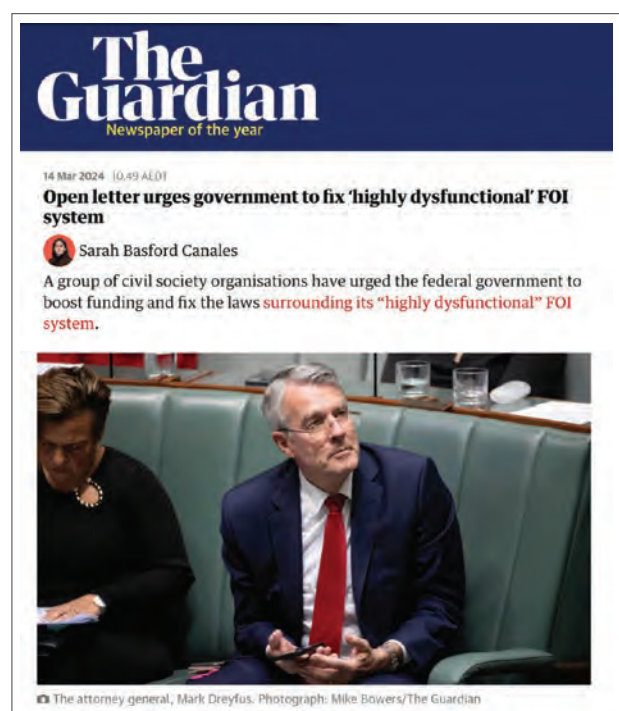 The
Guardian
Newspaper of the year
14 Mar 2024 10.49 AEDT
Open letter urges government to fix ‘highly dysfunctional’ FOI
system
Sarah Basford Canales
A group of civil society organisations have urged the federal government to
boost funding and fix the laws surrounding its “highly dysfunctional” FOI
system.
The attorney general, Mark Dreyfus. Photograph: Mike Bowers/The Guardian